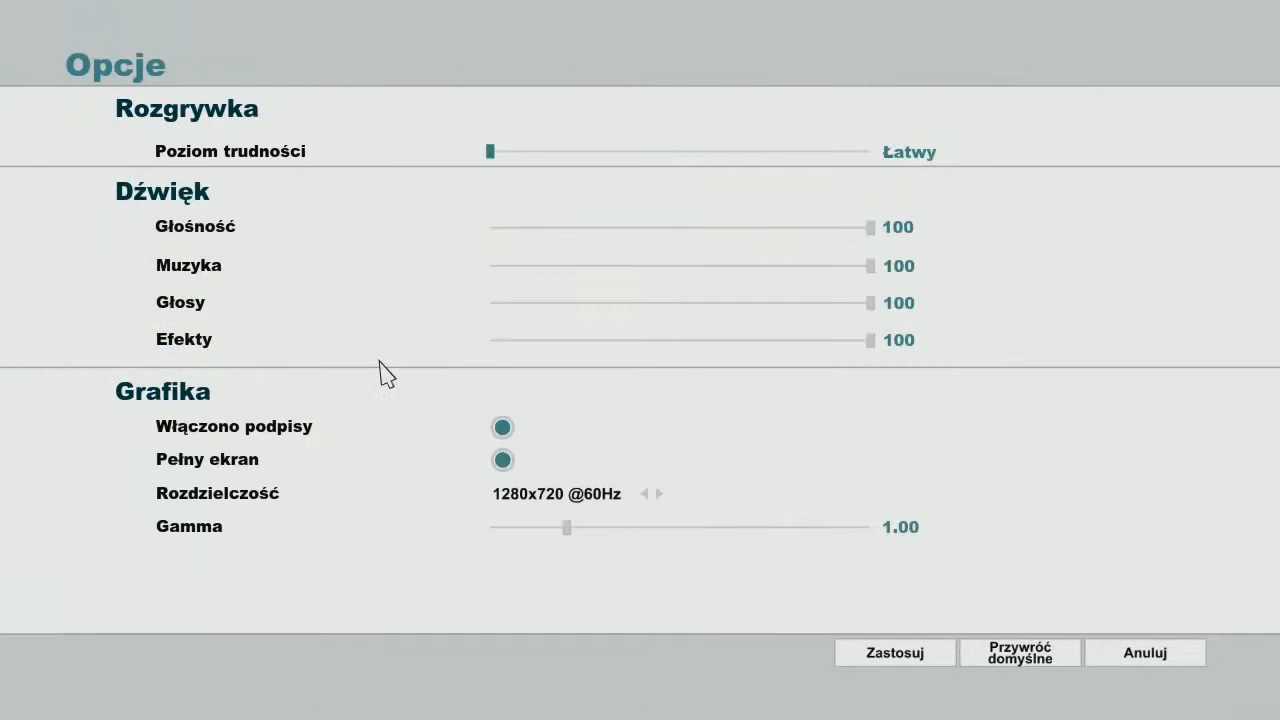 Opcje
Rozgrywka
Poziom trudności Łatwy
Dźwięk
Głośność 100
Muzyka 100
Głosy 100
Efekty 100
Grafika
Włączono podpisy
Pełny ekran
Rozdzielczość 1280x720 @60Hz
Gamma 1.00
Zastosuj
Przywróć
domyślne
Anuluj